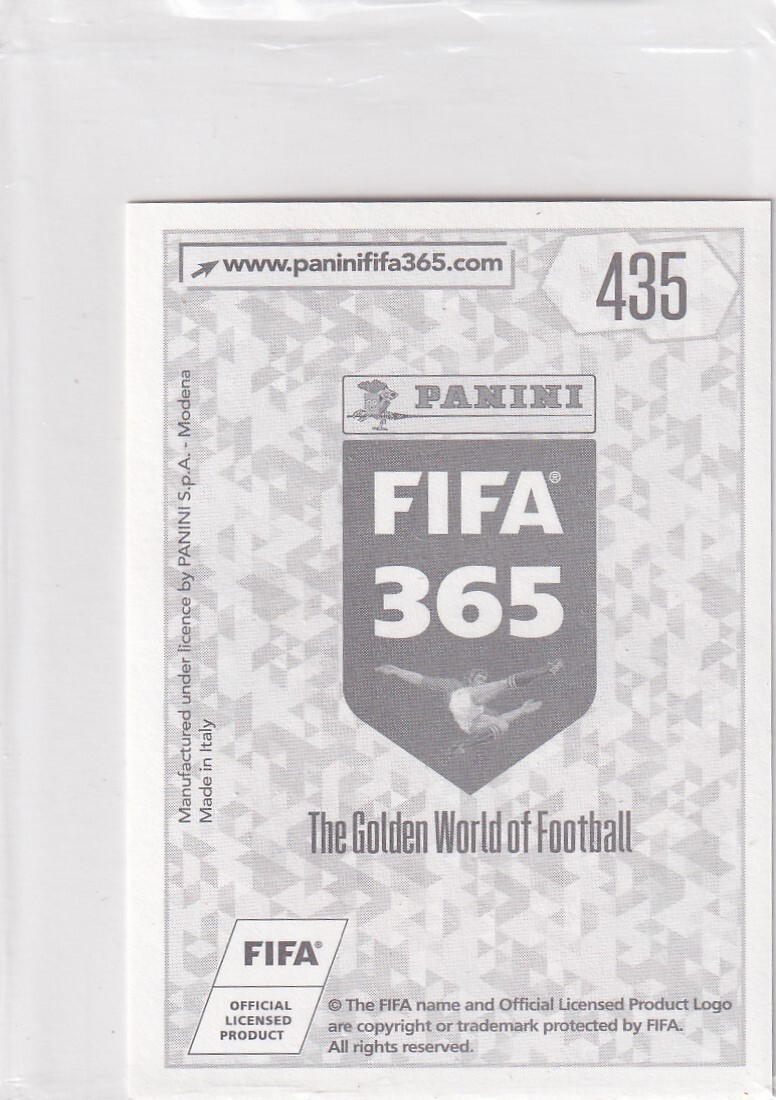 www.paninififa365.com
435
PANINI
FIFA®
365
Manufactured under licence by PANINI S.p.A. - Modena
Made in Italy
The Golden World of Football
FIFA®
OFFICIAL
LICENSED
PRODUCT
© The FIFA name and Official Licensed Product Logo
are copyright or trademark protected by FIFA.
All rights reserved.